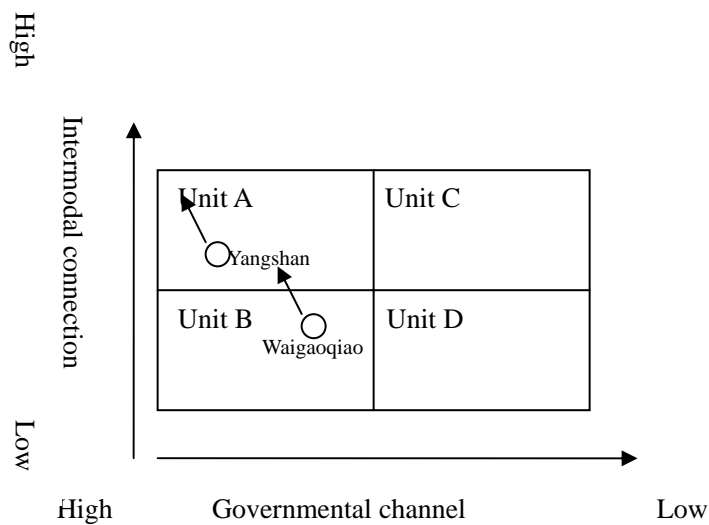 High
Intermodal connection
Low
Unit A
Unit C
Yangshan
Unit B
Unit D
Waigaoqiao
High
Governmental channel
Low